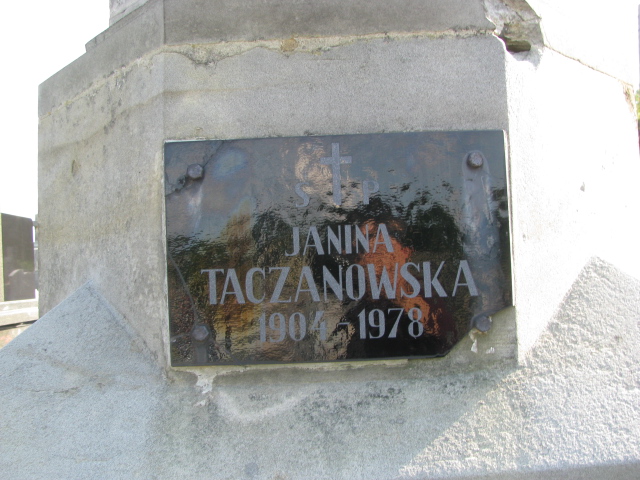 Ś † P
JANINA
TACZANOWSKA
1904-1978